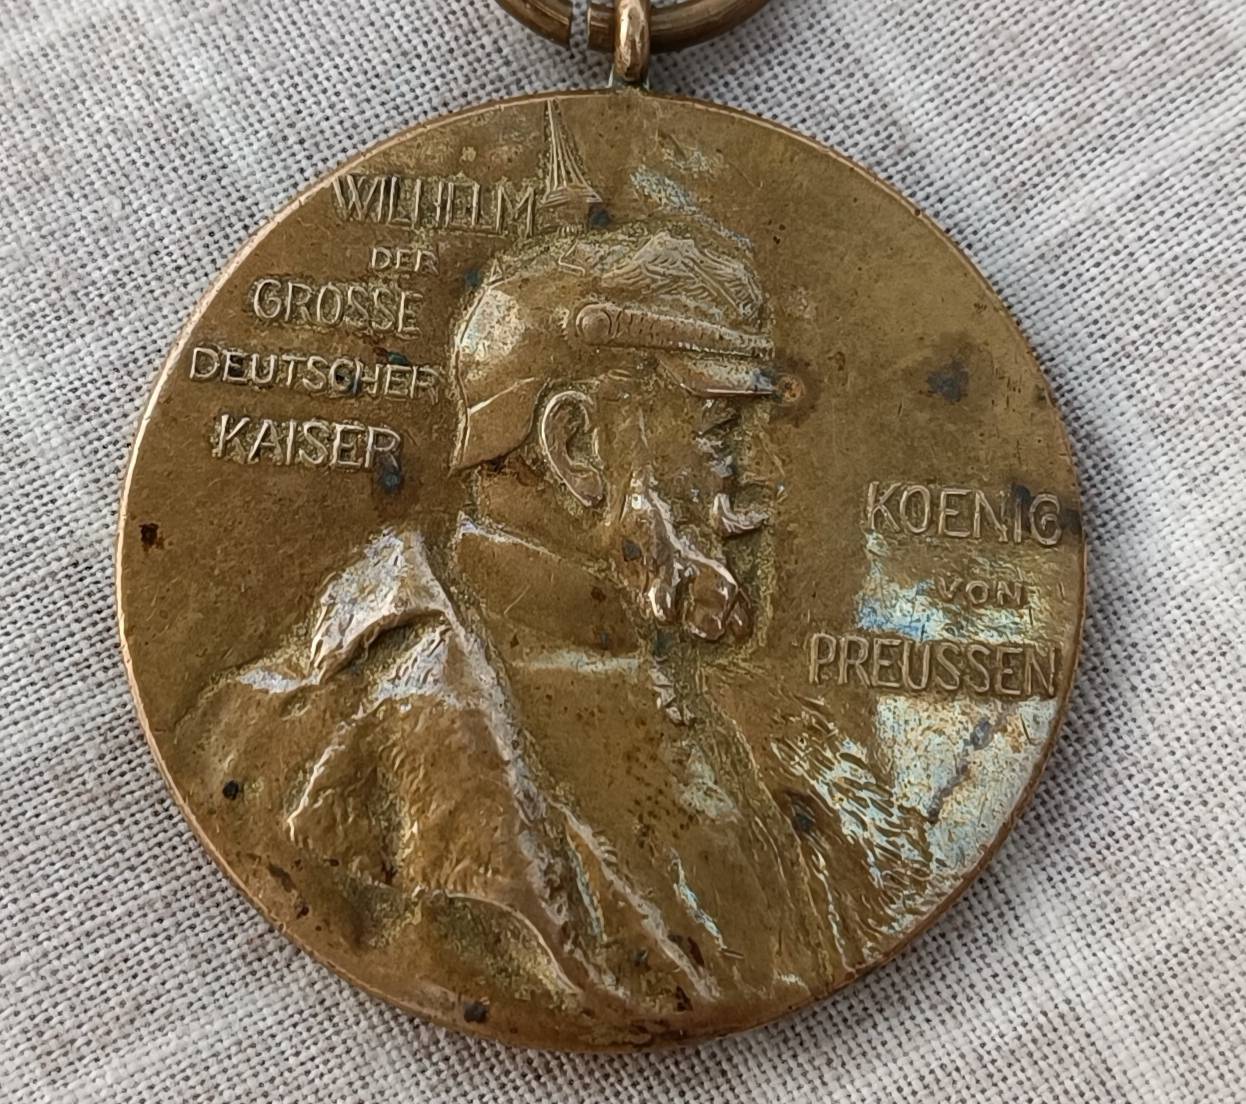 WILHELM
DER
GROSSE
DEUTSCHER
KAISER
KOENIG
VON
PREUSSEN